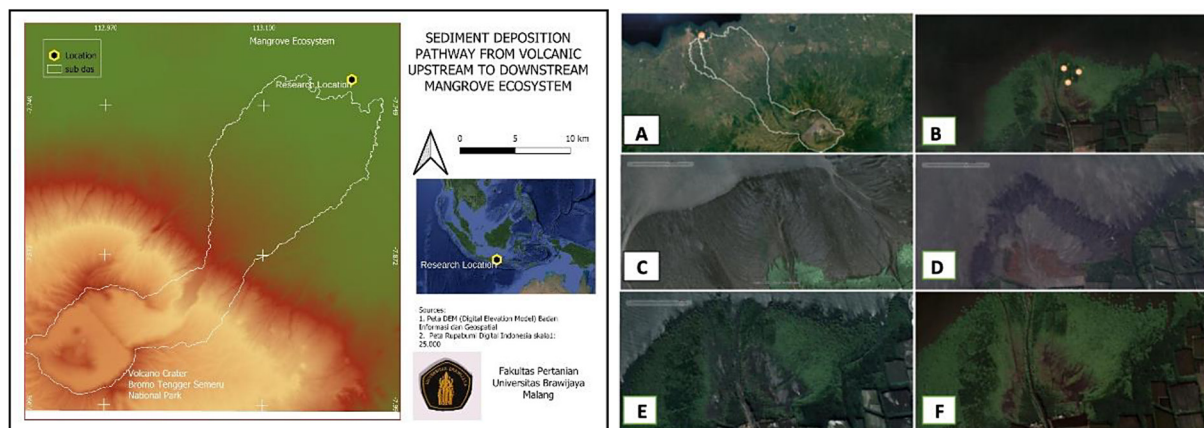 112,970
113,100
Mangrove Ecosystem
Location
sub das
Research Location
Volcano Crater
Bromo Tengger Semeru
National Park
SEDIMENT DEPOSITION
PATHWAY FROM VOLCANIC
UPSTREAM TO DOWNSTREAM
MANGROVE ECOSYSTEM
0 5 10 km
Research Location
Sources:
1. Peta DEM (Digital Elevation Model) Badan
Informasi dan Geospatial
2. Peta Rupabumi Digital Indonesia skala1:
25,000
Fakultas Pertanian
Universitas Brawijaya
Malang
A
B
C
D
E
F